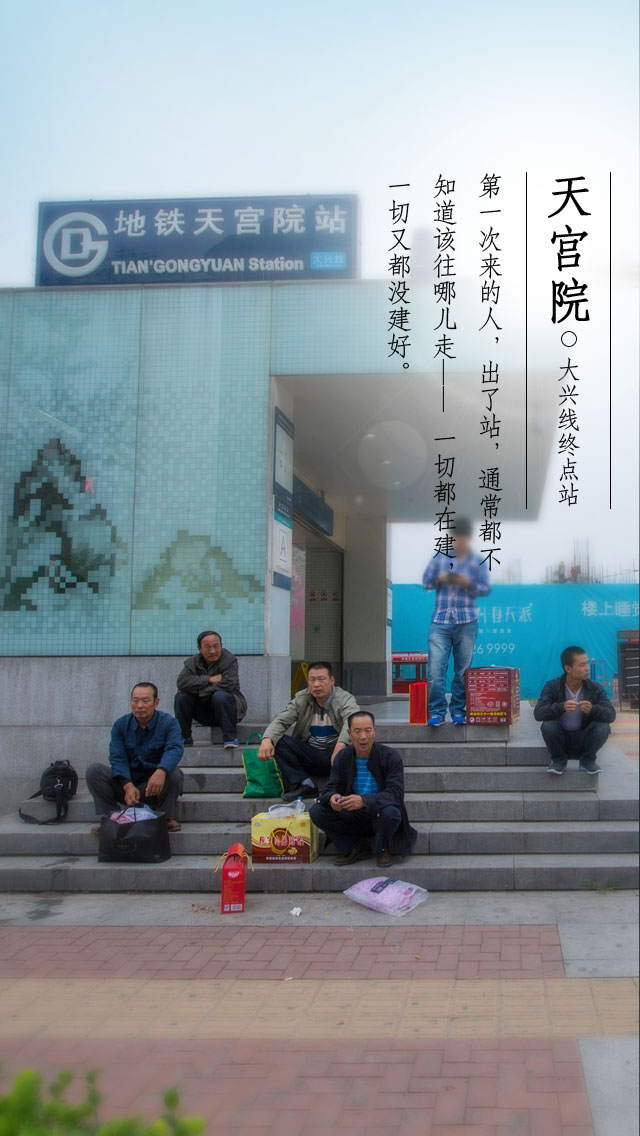 天宫院○大兴线终点站
第一次来的人，出了站，通常都不
知道该往哪儿走——一切都在建，
一切又都没建好。
地铁天宫院站
TIAN'GONGYUAN Station
大兴线
A
26 9999